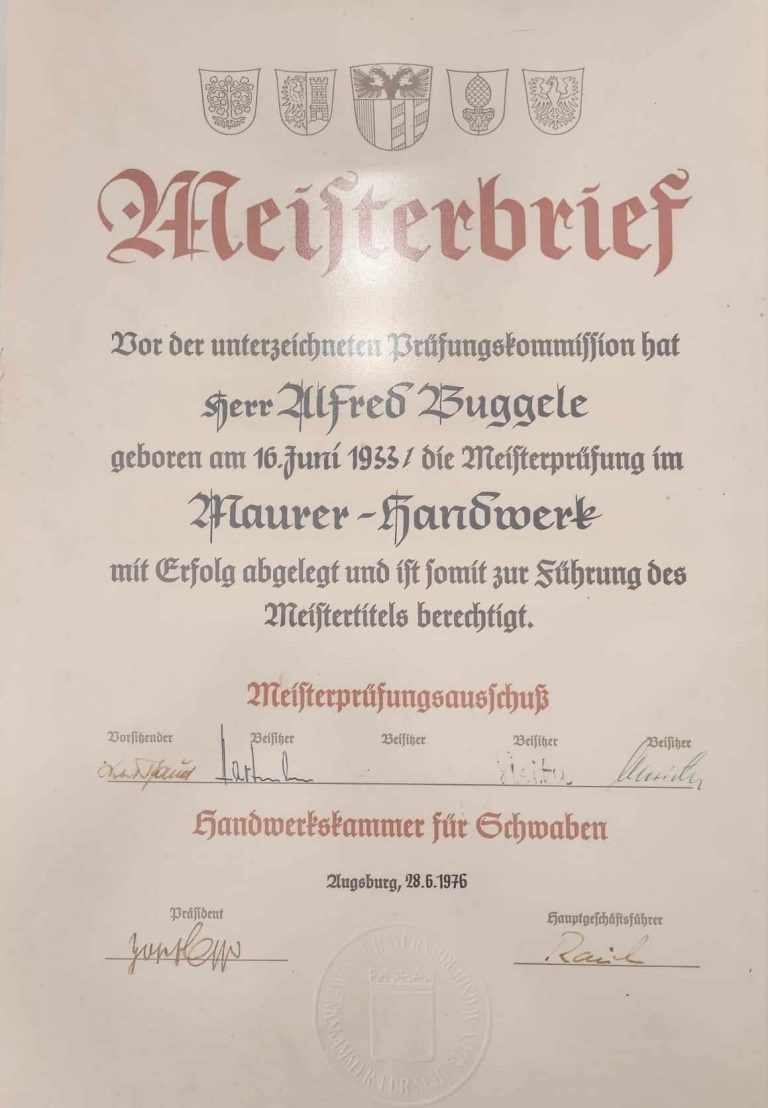 Meisterbrief
Vor der unterzeichneten Prüfungskommission hat
Herr Alfred Buggele
geboren am 16. Juni 1933/ die Meisterprüfung im
Maurer-Handwerk
mit Erfolg abgelegt und ist somit zur Führung des
Meistertitels berechtigt.
Meisterprüfungsausschuß
Vorsitzender Beisitzer Beisitzer Beisitzer Beisitzer
Handwerkskammer für Schwaben
Augsburg, 28.6.1976
Präsident Hauptgeschäftsführer